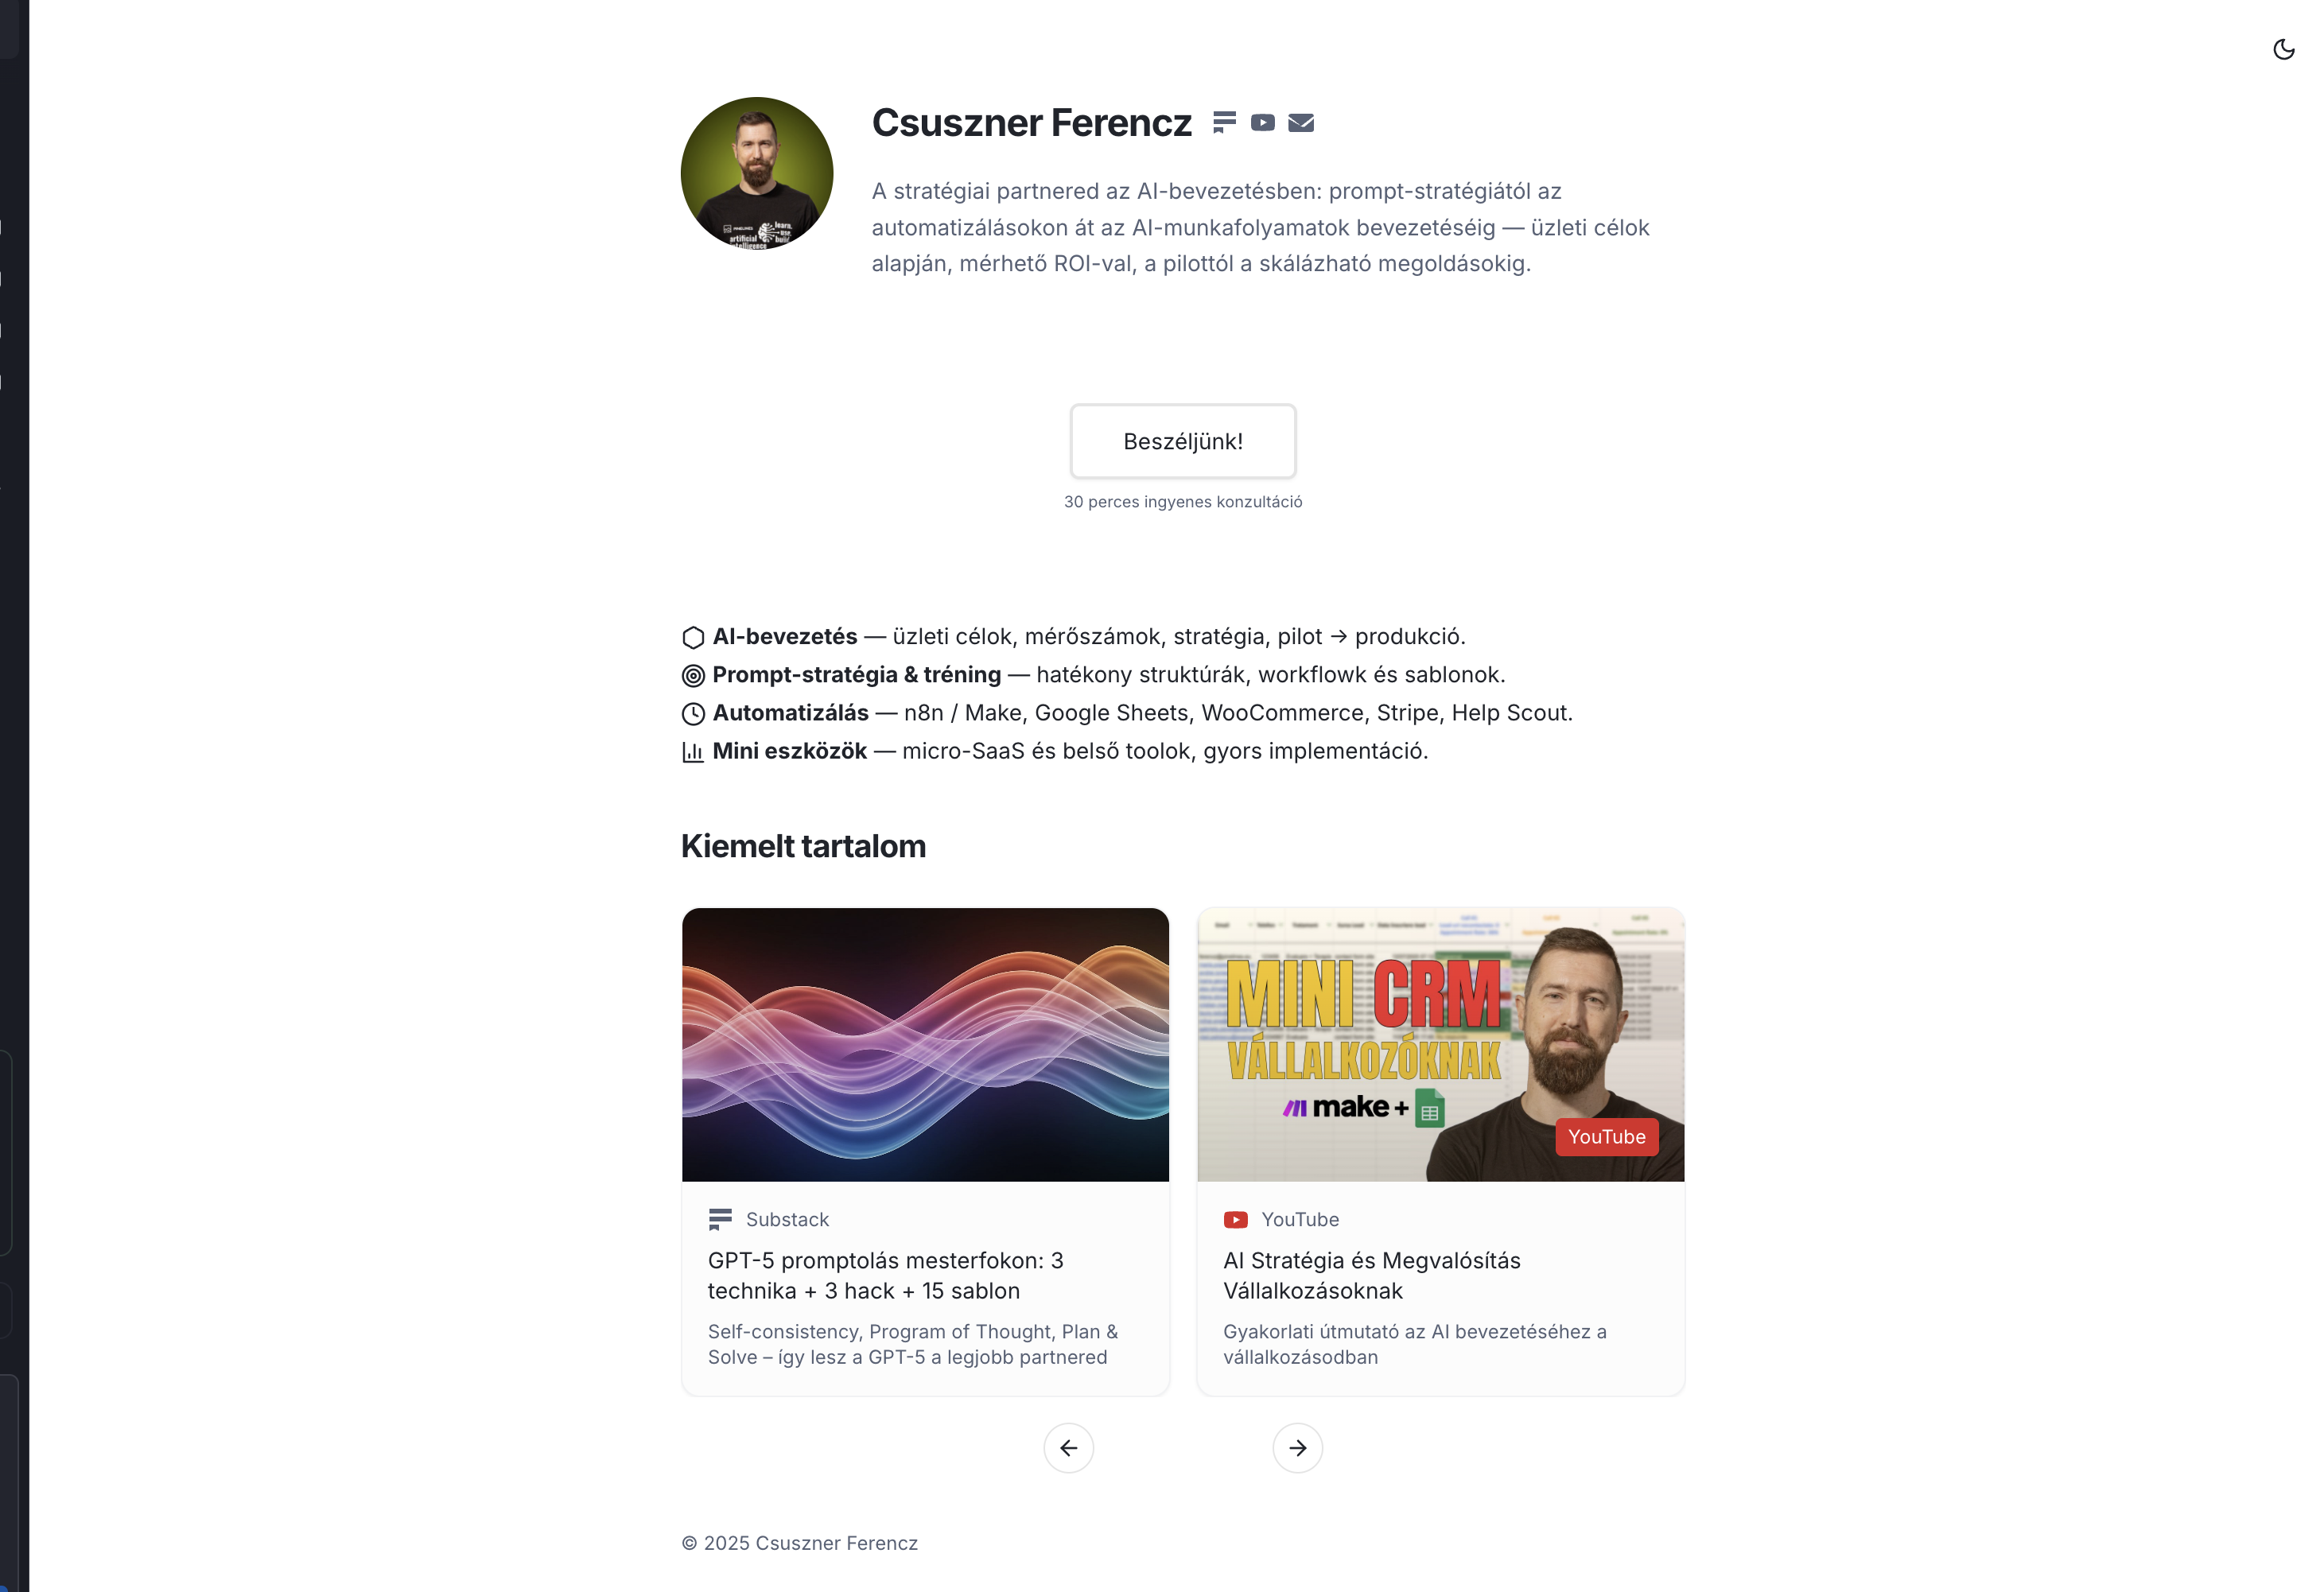 Csuszner Ferencz
A stratégiai partnered az AI-bevezetésben: prompt-stratégiától az
automatizálásokon át az AI-munkafolyamatok bevezetéséig — üzleti célok
alapján, mérhető ROI-val, a pilottól a skálázható megoldásokig.
learn,
use,
build
artificial
Beszéljünk!
30 perces ingyenes konzultáció
AI-bevezetés — üzleti célok, mérőszámok, stratégia, pilot → produkció.
Prompt-stratégia & tréning — hatékony struktúrák, workflowk és sablonok.
Automatizálás — n8n / Make, Google Sheets, WooCommerce, Stripe, Help Scout.
Mini eszközök — micro-SaaS és belső toolok, gyors implementáció.
Kiemelt tartalom
MINI CRM
VÁLLALKOZÓKNAK
make +
YouTube
Substack
GPT-5 promptolás mesterfokon: 3
technika + 3 hack + 15 sablon
Self-consistency, Program of Thought, Plan &
Solve – így lesz a GPT-5 a legjobb partnered
YouTube
AI Stratégia és Megvalósítás
Vállalkozásoknak
Gyakorlati útmutató az AI bevezetéséhez a
vállalkozásodban
© 2025 Csuszner Ferencz